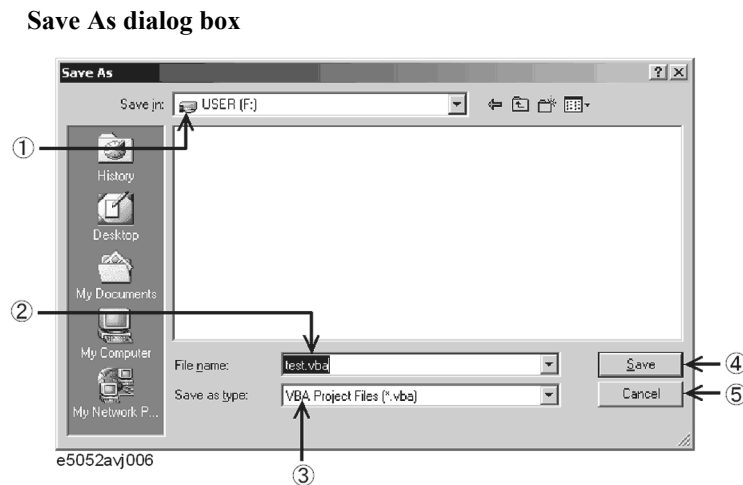 Save As dialog box
Save As
Save in: USER (F:)
①
History
Desktop
My Documents
②
My Computer
File name: test.vba Save ④
Save as type: VBA Project Files (*.vba) Cancel ⑤
My Network P...
e5052avj006
③